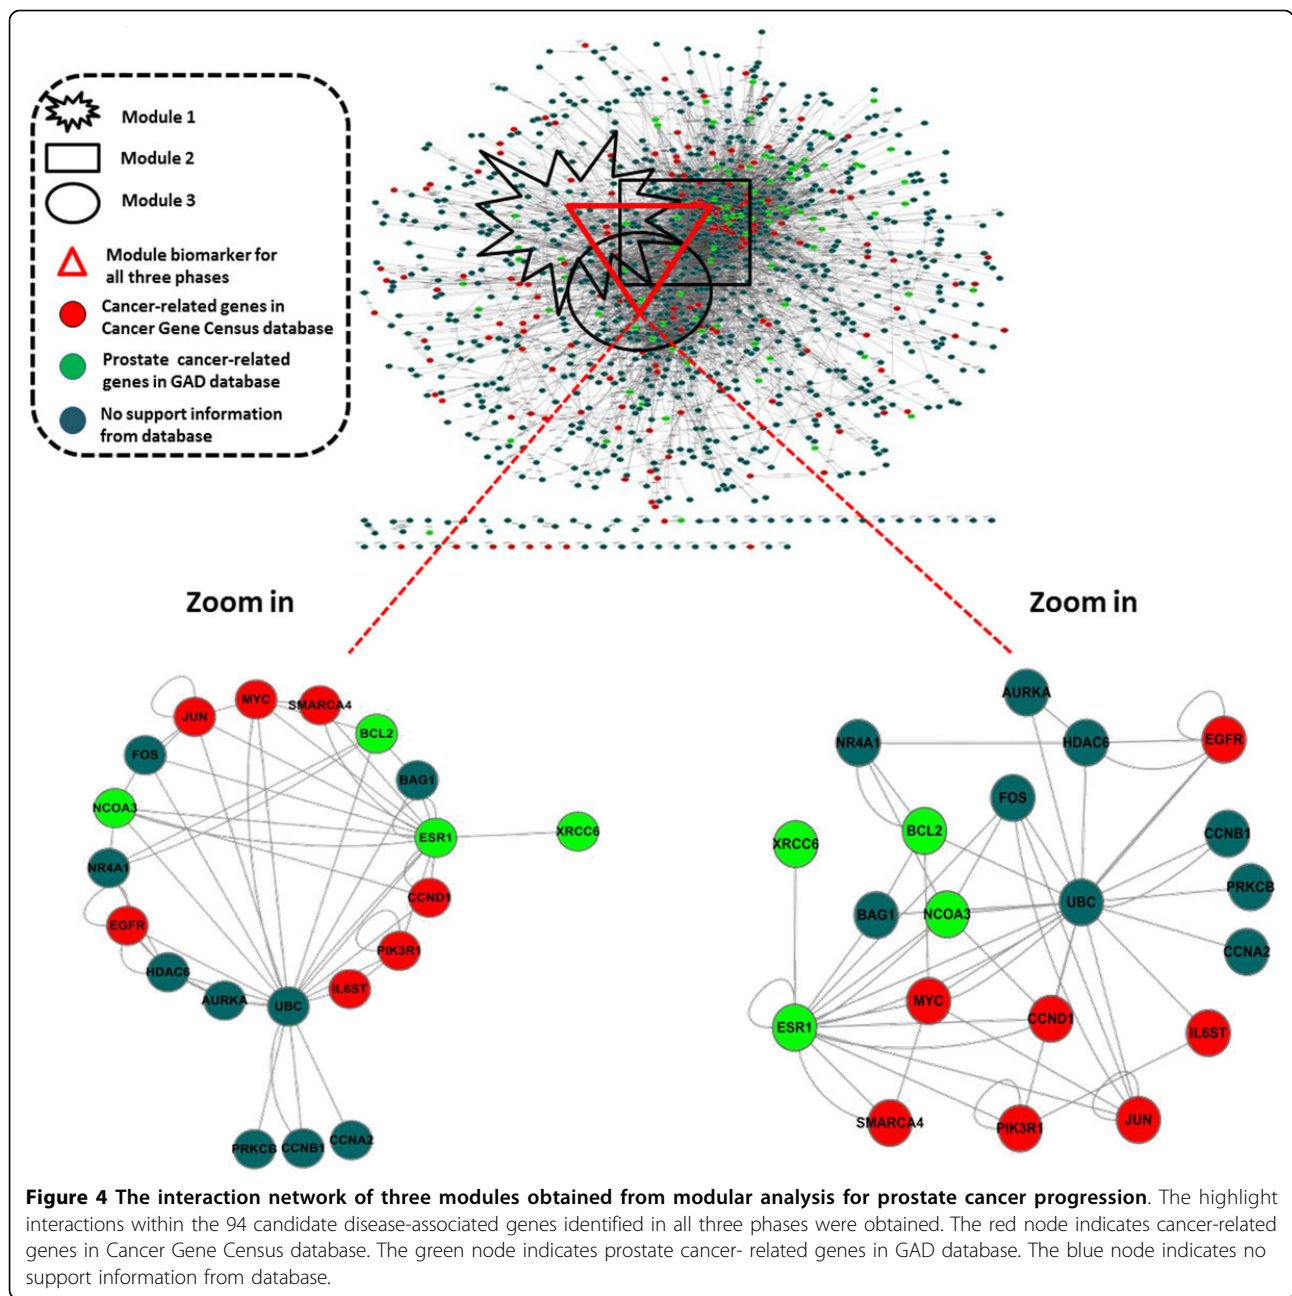 Module 1
Module 2
Module 3
Module biomarker for
all three phases
Cancer-related genes in
Cancer Gene Census database
Prostate cancer-related
genes in GAD database
No support information
from database
Zoom in
Zoom in
MYC
SMARCA4
JUN
BCL2
FOS
BAG1
NCOA3
ESR1
XRCC6
NR4A1
CCND1
EGFR
PIK3R1
HDAC6
IL6ST
AURKA
UBC
PRKCB
CCNB1
CCNA2
AURKA
NR4A1
HDAC6
EGFR
FOS
BCL2
CCNB1
XRCC6
PRKCB
UBC
BAG1
NCOA3
CCNA2
MYC
CCND1
ESR1
IL6ST
SMARCA4
PIK3R1
JUN
Figure 4 The interaction network of three modules obtained from modular analysis for prostate cancer progression. The highlight
interactions within the 94 candidate disease-associated genes identified in all three phases were obtained. The red node indicates cancer-related
genes in Cancer Gene Census database. The green node indicates prostate cancer- related genes in GAD database. The blue node indicates no
support information from database.